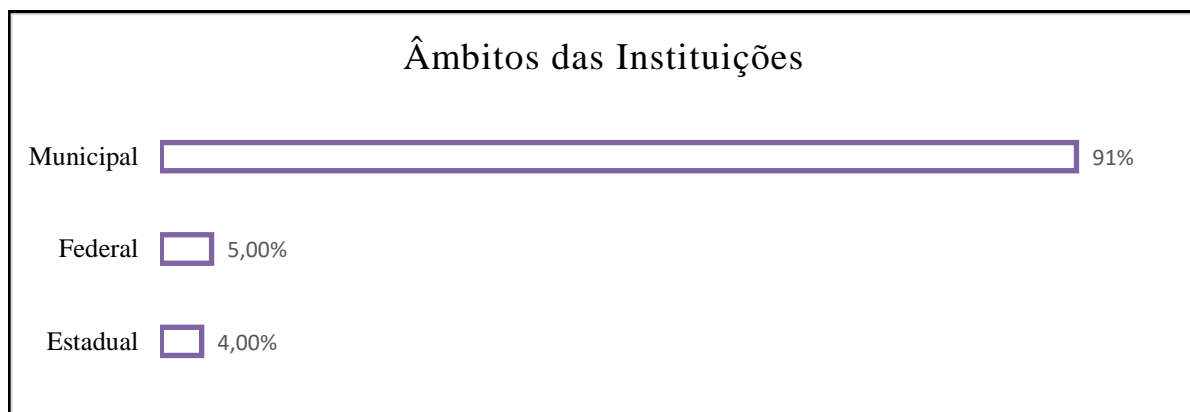 Âmbitos das Instituições
Municipal 91%
Federal 5,00%
Estadual 4,00%